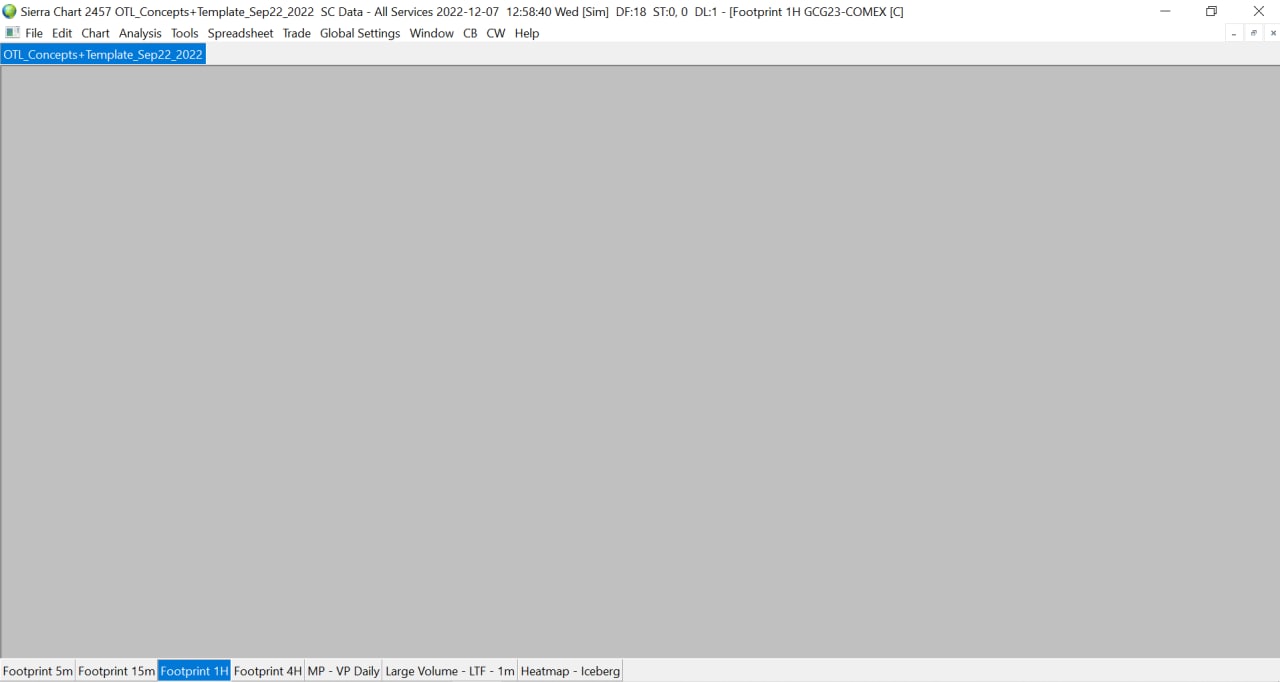 Sierra Chart 2457 OTL_Concepts+Template_Sep22_2022  SC Data - All Services 2022-12-07  12:58:40 Wed [Sim]  DF:18  ST:0, 0  DL:1 - [Footprint 1H GCG23-COMEX [C]
File Edit Chart Analysis Tools Spreadsheet Trade Global Settings Window CB CW Help
OTL_Concepts+Template_Sep22_2022
Footprint 5m Footprint 15m Footprint 1H Footprint 4H MP - VP Daily Large Volume - LTF - 1m Heatmap - Iceberg